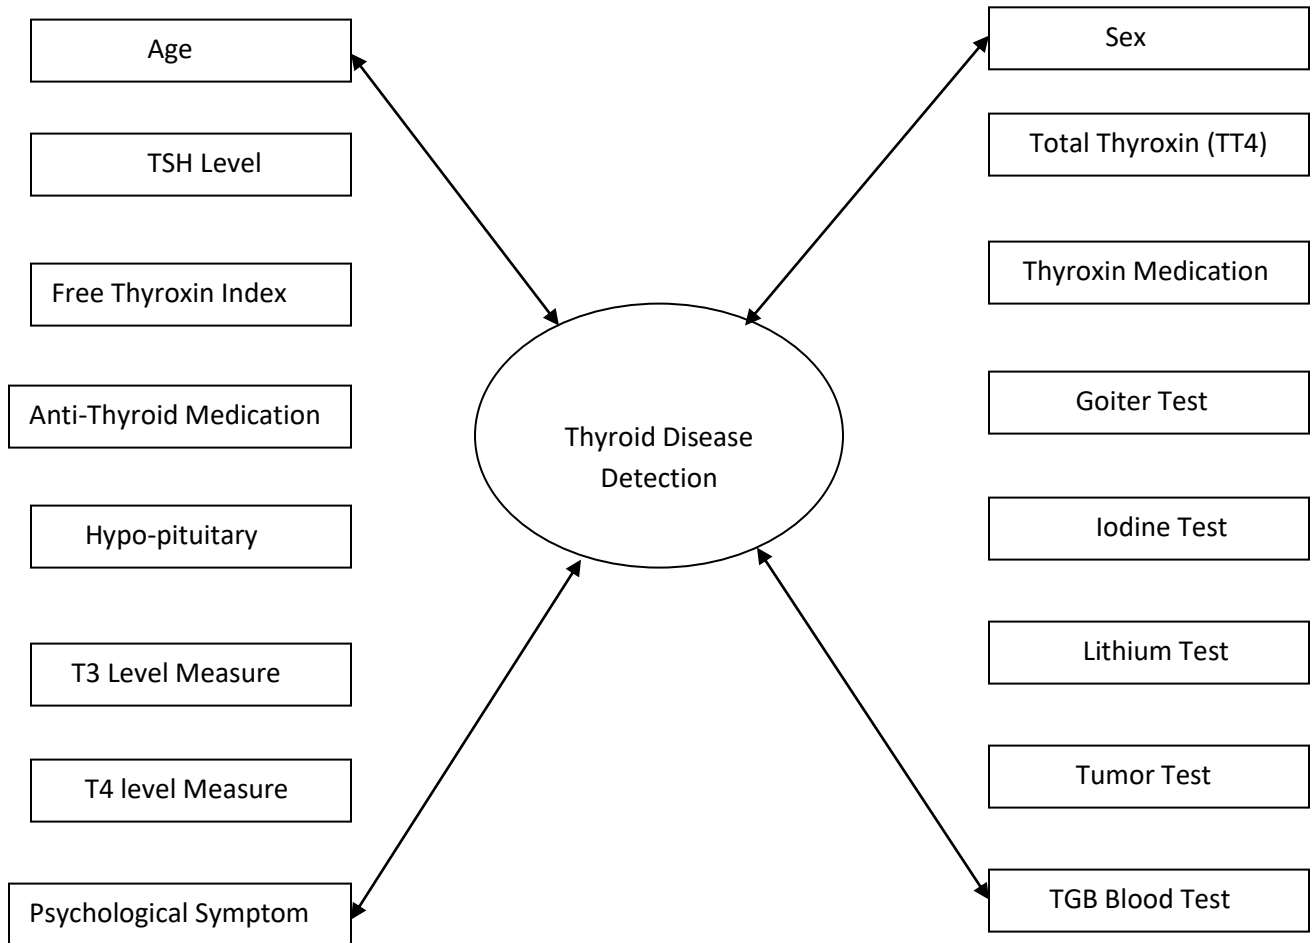 Age
TSH Level
Free Thyroxin Index
Anti-Thyroid Medication
Hypo-pituitary
T3 Level Measure
T4 level Measure
Psychological Symptom
Thyroid Disease
Detection
Sex
Total Thyroxin (TT4)
Thyroxin Medication
Goiter Test
Iodine Test
Lithium Test
Tumor Test
TGB Blood Test